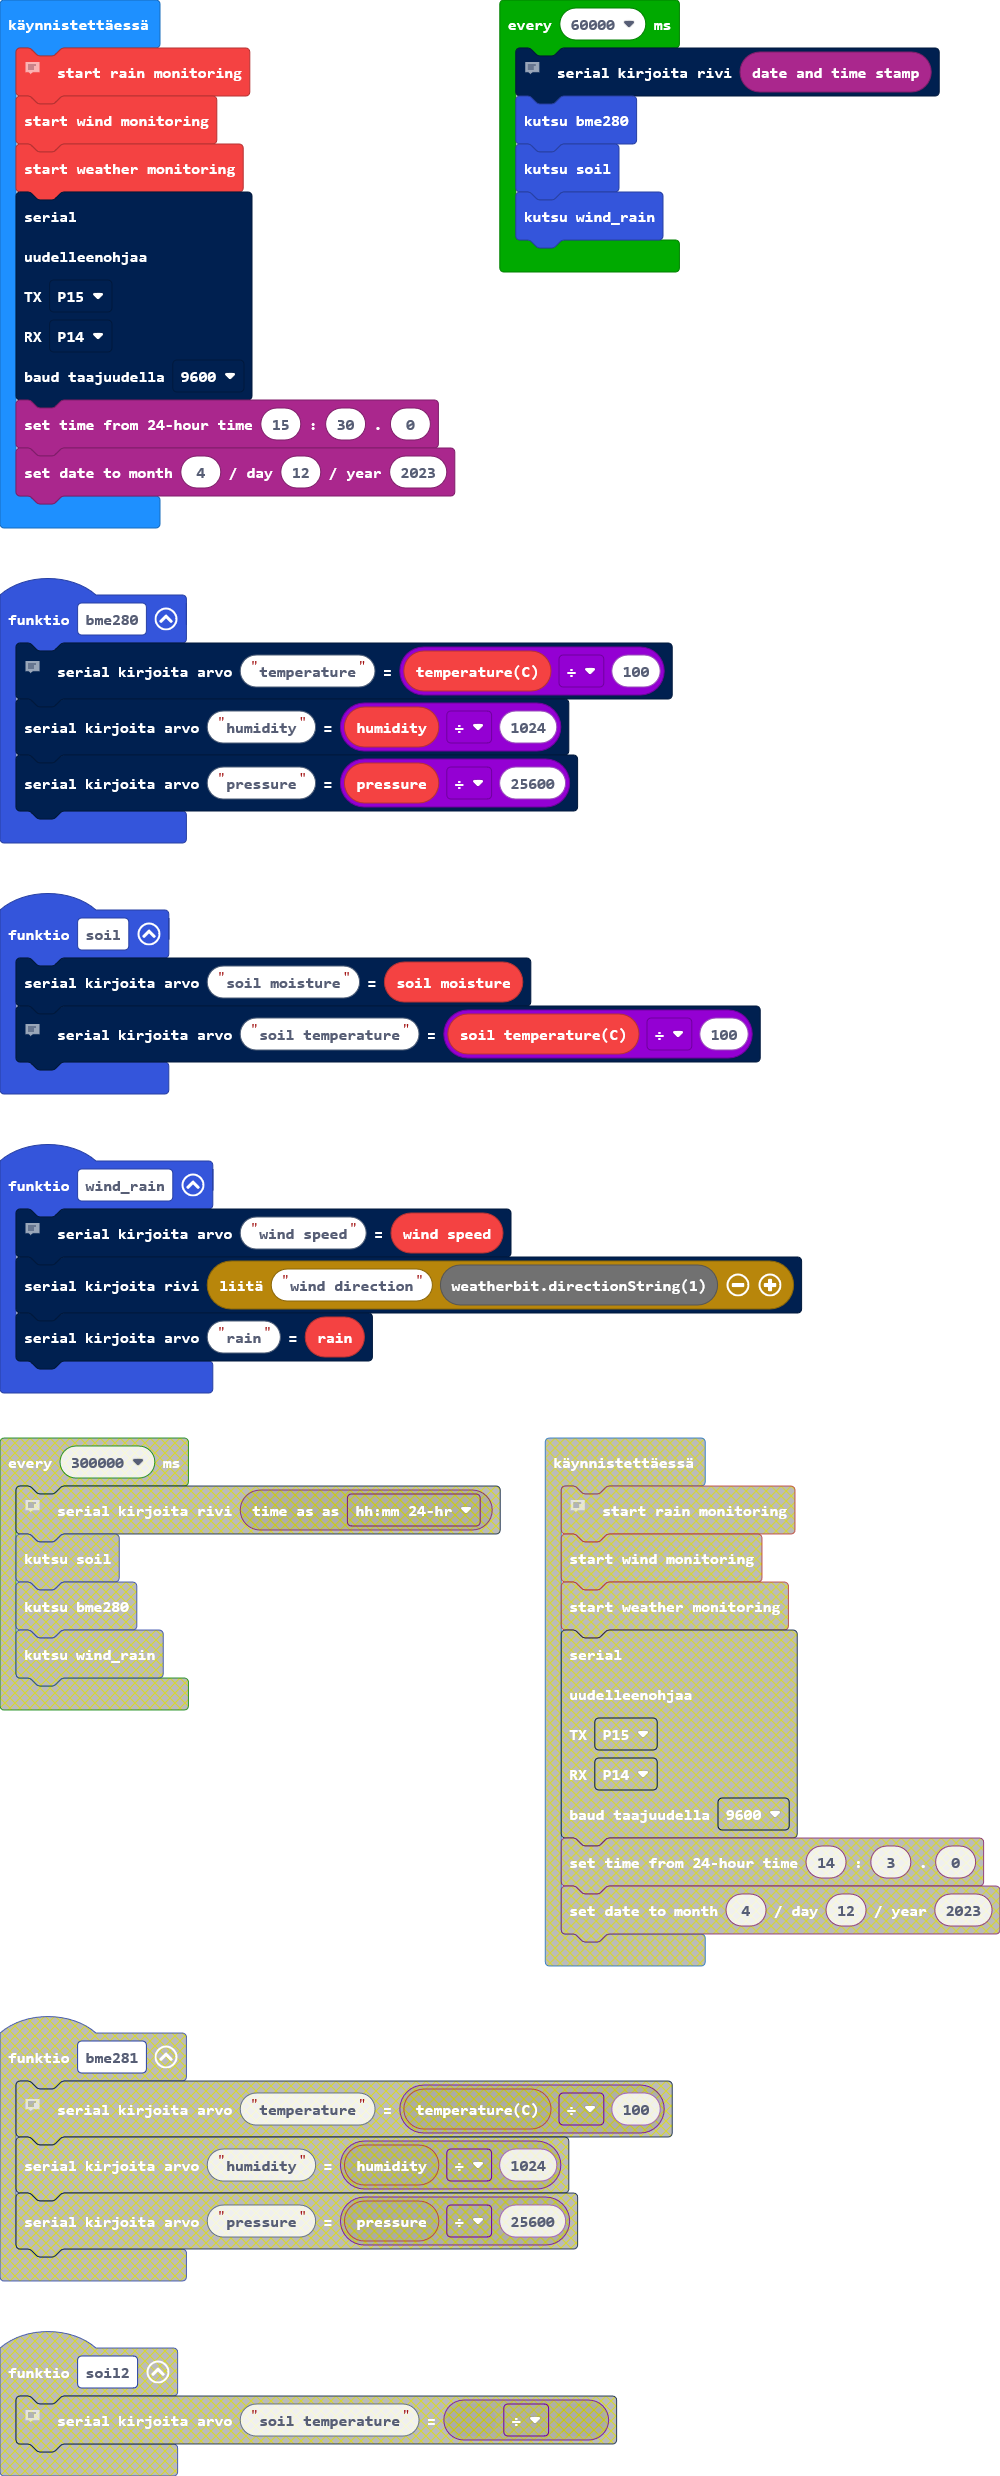 käynnistettäessä
start rain monitoring
start wind monitoring
start weather monitoring
serial
uudelleenohjaa
TX P15
RX P14
baud taajuudella 9600
set time from 24-hour time 15 : 30 . 0
set date to month 4 / day 12 / year 2023
every 60000 ms
serial kirjoita rivi date and time stamp
kutsu bme280
kutsu soil
kutsu wind_rain
funktio bme280
serial kirjoita arvo "temperature" = temperature(C) ÷ 100
serial kirjoita arvo "humidity" = humidity ÷ 1024
serial kirjoita arvo "pressure" = pressure ÷ 25600
funktio soil
serial kirjoita arvo "soil moisture" = soil moisture
serial kirjoita arvo "soil temperature" = soil temperature(C) ÷ 100
funktio wind_rain
serial kirjoita arvo "wind speed" = wind speed
serial kirjoita rivi liitä "wind direction" weatherbit.directionString(1)
serial kirjoita arvo "rain" = rain
every 300000 ms
serial kirjoita rivi time as as hh:mm 24-hr
kutsu soil
kutsu bme280
kutsu wind_rain
käynnistettäessä
start rain monitoring
start wind monitoring
start weather monitoring
serial
uudelleenohjaa
TX P15
RX P14
baud taajuudella 9600
set time from 24-hour time 14 : 3 . 0
set date to month 4 / day 12 / year 2023
funktio bme281
serial kirjoita arvo "temperature" = temperature(C) ÷ 100
serial kirjoita arvo "humidity" = humidity ÷ 1024
serial kirjoita arvo "pressure" = pressure ÷ 25600
funktio soil2
serial kirjoita arvo "soil temperature" = ÷